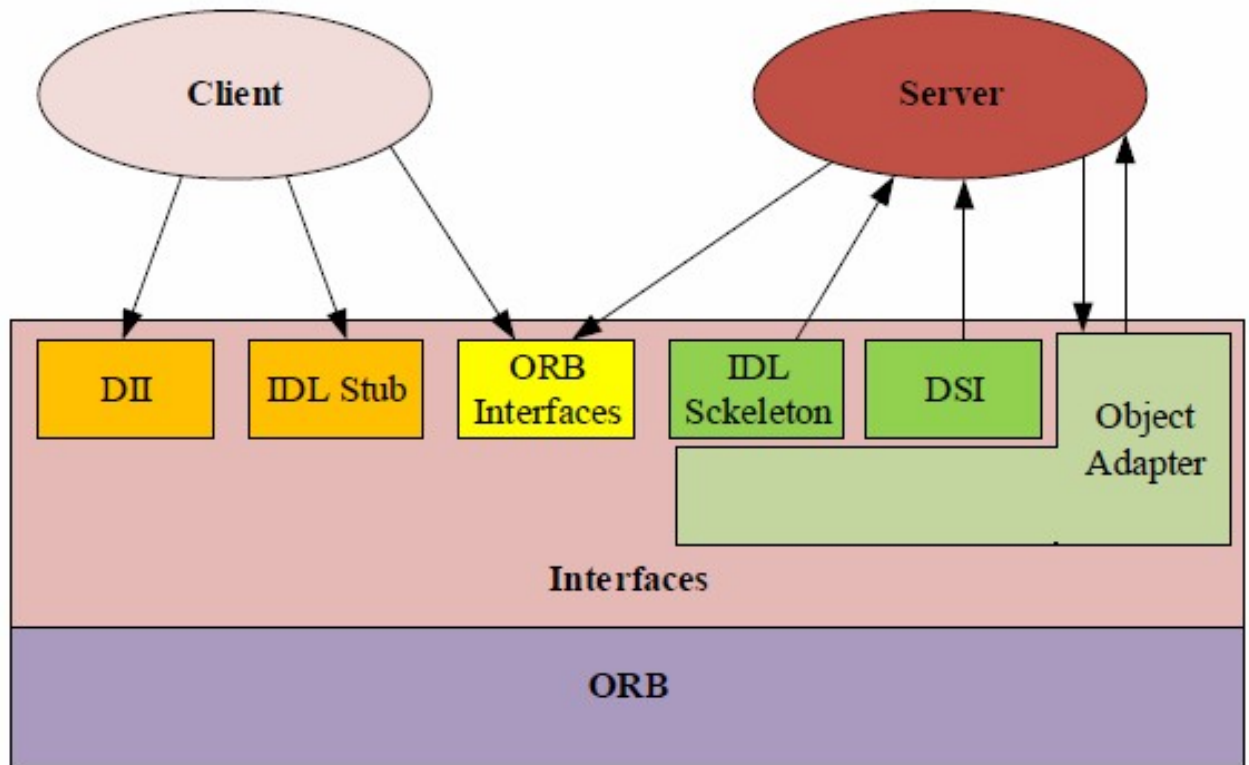 Client
Server
DII
IDL Stub
ORB
Interfaces
IDL
Sckeleton
DSI
Object
Adapter
Interfaces
ORB